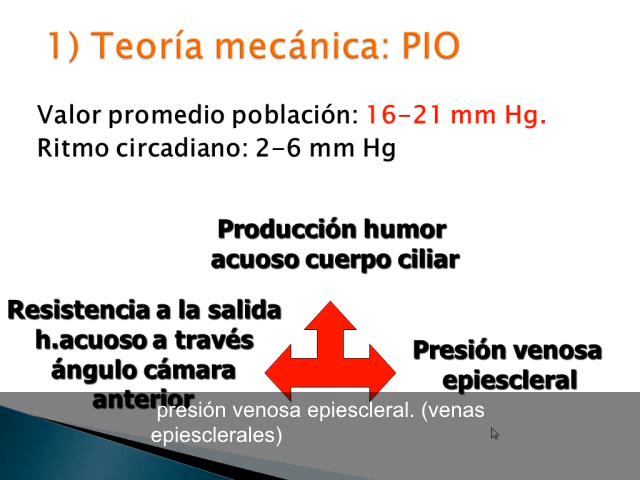 1) Teoría mecánica: PIO
Valor promedio población: 16-21 mm Hg.
Ritmo circadiano: 2-6 mm Hg
Producción humor
acuoso cuerpo ciliar
Resistencia a la salida
h.acuoso a través
ángulo cámara
anterior
Presión venosa
epiescleral
presión venosa epiescleral. (venas
episclerales)